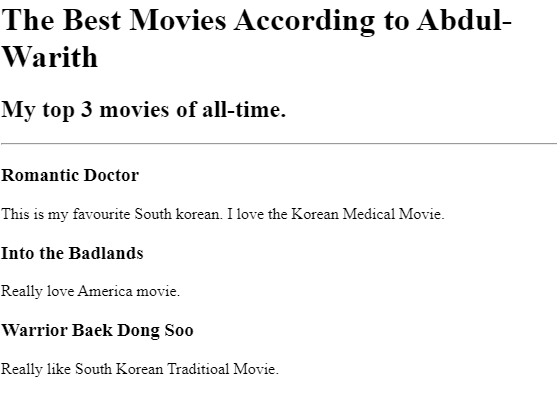 The Best Movies According to Abdul-
Warith
My top 3 movies of all-time.
Romantic Doctor
This is my favourite South korean. I love the Korean Medical Movie.
Into the Badlands
Really love America movie.
Warrior Baek Dong Soo
Really like South Korean Traditioal Movie.